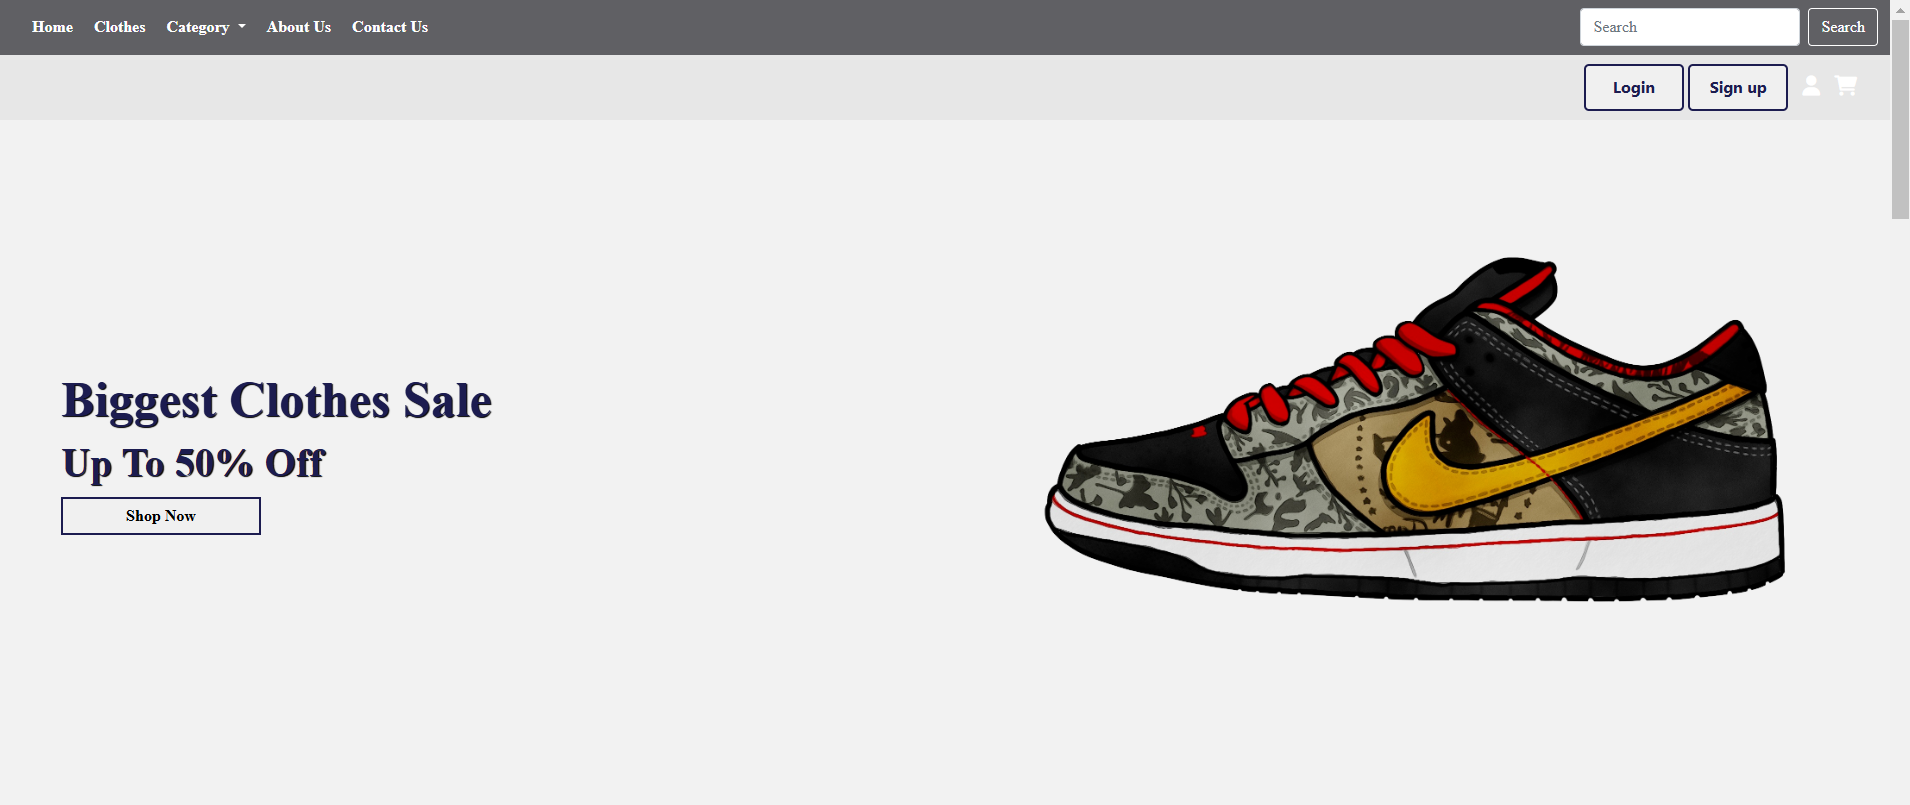 Home Clothes Category About Us Contact Us Search Search
Login Sign up
Biggest Clothes Sale
Up To 50% Off
Shop Now